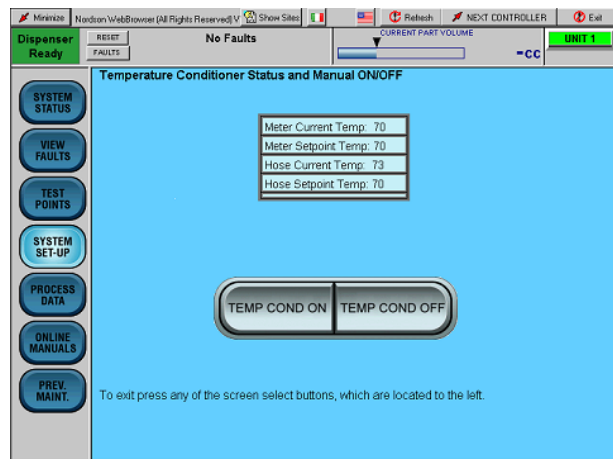 Minimize
Nordson WebBrowser (All Rights Reserved) V
Show Sites
Refresh
NEXT CONTROLLER
Exit
Dispenser
Ready
RESET
FAULTS
No Faults
CURRENT PART VOLUME
=cc
UNIT 1
Temperature Conditioner Status and Manual ON/OFF
SYSTEM
STATUS
VIEW
FAULTS
TEST
POINTS
SYSTEM
SET-UP
PROCESS
DATA
ONLINE
MANUALS
PREV.
MAINT.
Meter Current Temp: 70
Meter Setpoint Temp: 70
Hose Current Temp: 73
Hose Setpoint Temp: 70
TEMP COND ON
TEMP COND OFF
To exit press any of the screen select buttons, which are located to the left.